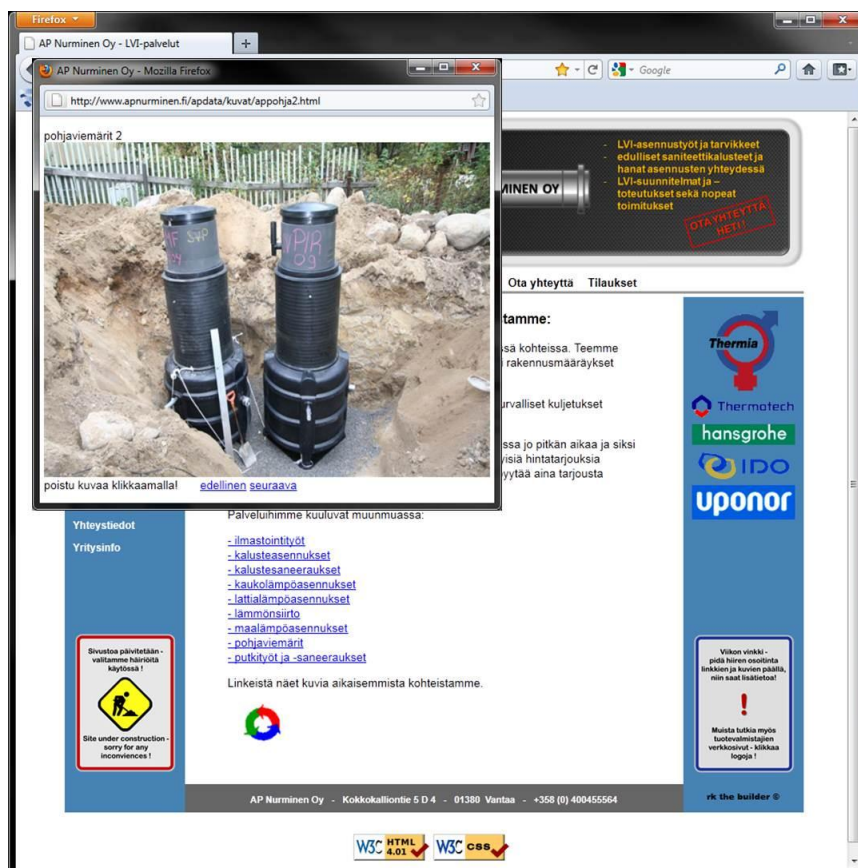 Firefox
AP Nurminen Oy - LVI-palvelut
AP Nurminen Oy - Mozilla Firefox
Google
http://www.apnurminen.fi/apdata/kuvat/appohja2.html
pohjaviemärit 2
poistu kuvaa klikkaamalla! edellinen seuraava
MINEN OY
- LVI-asennustyöt ja tarvikkeet
- edulliset saniteettikalusteet ja
hanat asennusten yhteydessä
- LVI-suunnitelmat ja –
toteutukset sekä nopeat
toimitukset
OTA YHTEYTTÄ
HETI!
Ota yhteyttä Tilaukset
tamme:
ssä kohteissa. Teemme
i rakennusmääräykset
urvalliset kuljetukset
ssa jo pitkän aikaa ja siksi
yisiä hintatarjouksia
yytää aina tarjousta
Palveluihimme kuuluvat muunmuassa:
- ilmastointityöt
- kalusteasennukset
- kalustesaneeraukset
- kaukolämpöasennukset
- lattialämpöasennukset
- lämmönsiirto
- maalämpöasennukset
- pohjaviemärit
- putkityöt ja -saneeraukset
Linkeistä näet kuvia aikaisemmista kohteistamme.
Yhteystiedot
Yritysinfo
Sivustoa päivitetään -
valitamme häiriöitä
käytössä !
Site under construction -
sorry for any
inconviences !
Thermia
Thermotech
hansgrohe
IDO
uponor
Viikon vinkki -
pidä hiiren osoitinta
linkkien ja kuvien päällä,
niin saat lisätietoa!
!
Muista tutkia myös
tuotevalmistajien
verkkosivut - klikkaa
logoja !
AP Nurminen Oy - Kokkokalliontie 5 D 4 - 01380 Vantaa - +358 (0) 400455564
rk the builder ©
W3C HTML 4.01
W3C css